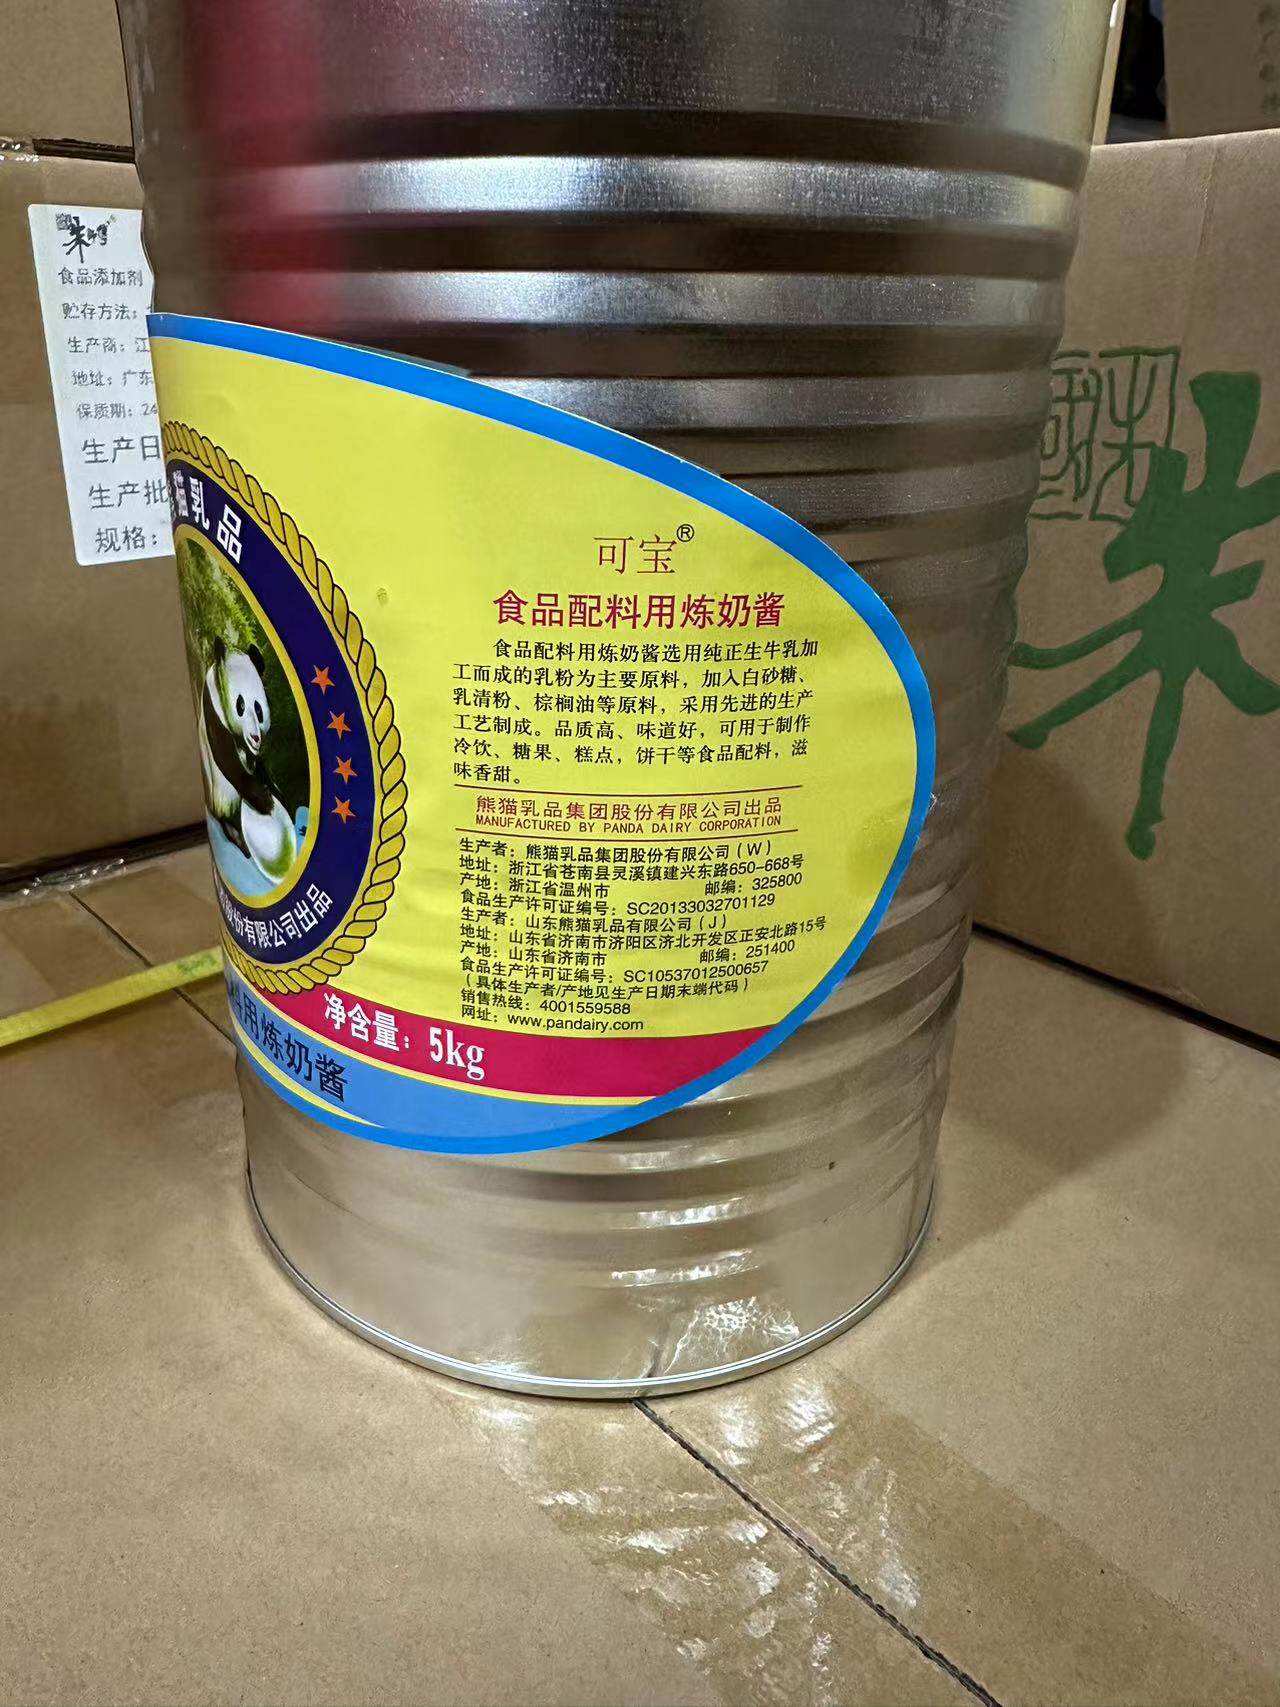 朱师傅
食品添加剂
贮存方法：
生产商：江
地址：广东
保质期：24
生产日
生产批
规格：
猫乳品
股份有限公司出品
可宝®
食品配料用炼奶酱
食品配料用炼奶酱选用纯正生牛乳加
工而成的乳粉为主要原料，加入白砂糖、
乳清粉、棕榈油等原料，采用先进的生产
工艺制成。品质高、味道好，可用于制作
冷饮、糖果、糕点，饼干等食品配料，滋
味香甜。
熊猫乳品集团股份有限公司出品
MANUFACTURED BY PANDA DAIRY CORPORATION
生产者：熊猫乳品集团股份有限公司（W）
地址：浙江省苍南县灵溪镇建兴东路650-668号
产地：浙江省温州市 邮编：325800
食品生产许可证编号：SC20133032701129
生产者：山东熊猫乳品有限公司（J）
地址：山东省济南市济阳区济北开发区正安北路15号
产地：山东省济南市 邮编：251400
食品生产许可证编号：SC10537012500657
（具体生产者/产地见生产日期末端代码）
销售热线：4001559588
网址：www.pandairy.com
净含量：5kg
料用炼奶酱
朱